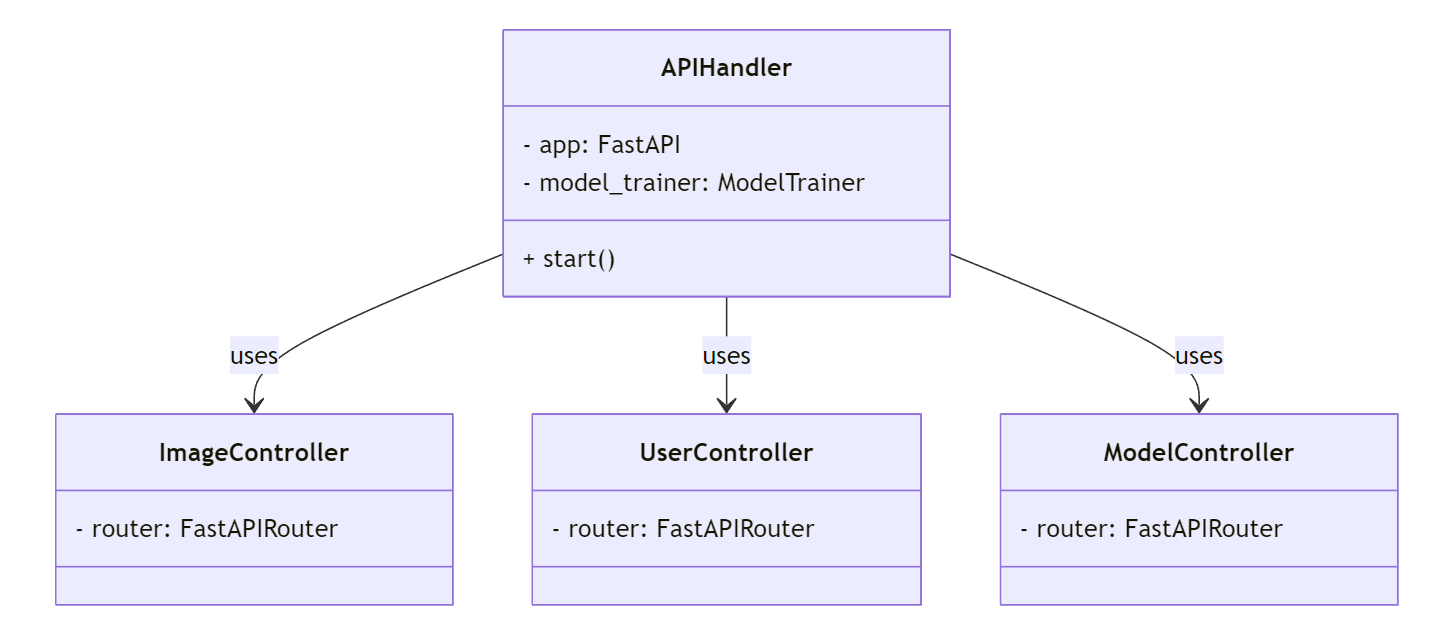 APIHandler
- app: FastAPI
- model_trainer: ModelTrainer
+ start()
uses
uses
uses
ImageController
- router: FastAPIRouter
UserController
- router: FastAPIRouter
ModelController
- router: FastAPIRouter